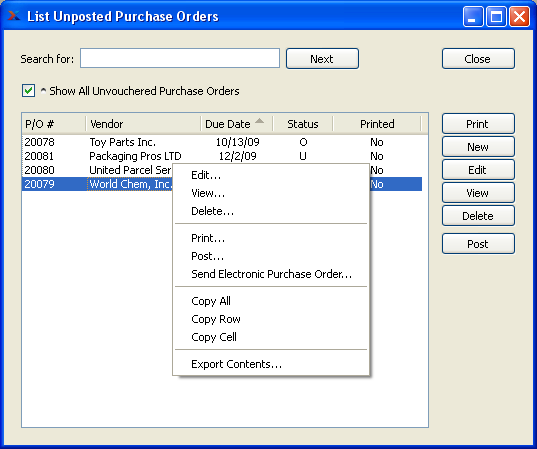 List Unposted Purchase Orders
Search for: Next Close
^ Show All Unvouchered Purchase Orders
P/O # Vendor Due Date Status Printed
20078 Toy Parts Inc. 10/13/09 O No
20081 Packaging Pros LTD 12/2/09 U No
20080 United Parcel Ser No
20079 World Chem, Inc. No
Print
New
Edit
View
Delete
Post
Edit...
View...
Delete...
Print...
Post...
Send Electronic Purchase Order...
Copy All
Copy Row
Copy Cell
Export Contents...